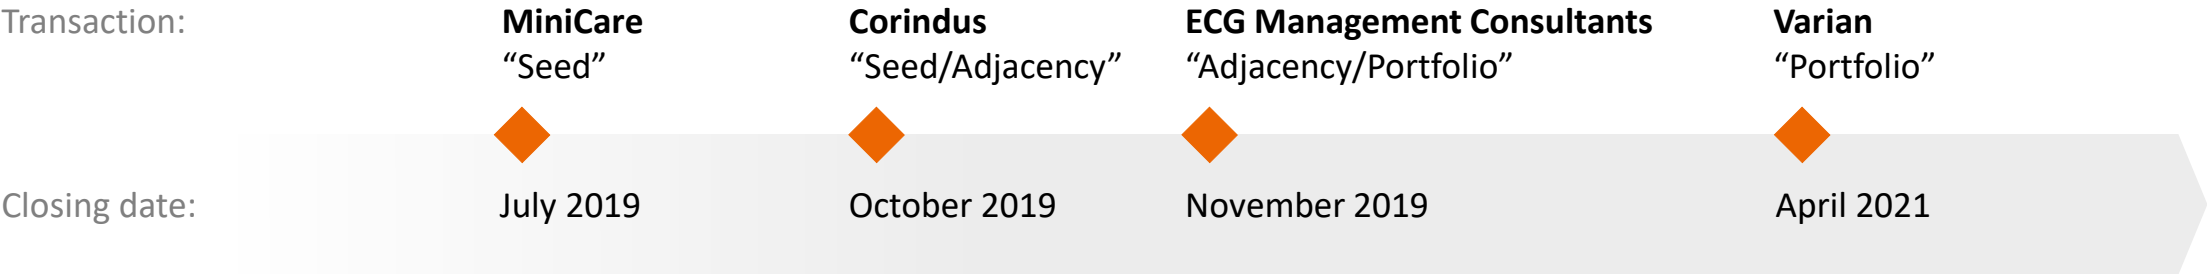 Transaction:
MiniCare
“Seed”
Corindus
“Seed/Adjacency”
ECG Management Consultants
“Adjacency/Portfolio”
Varian
“Portfolio”
Closing date:
July 2019
October 2019
November 2019
April 2021